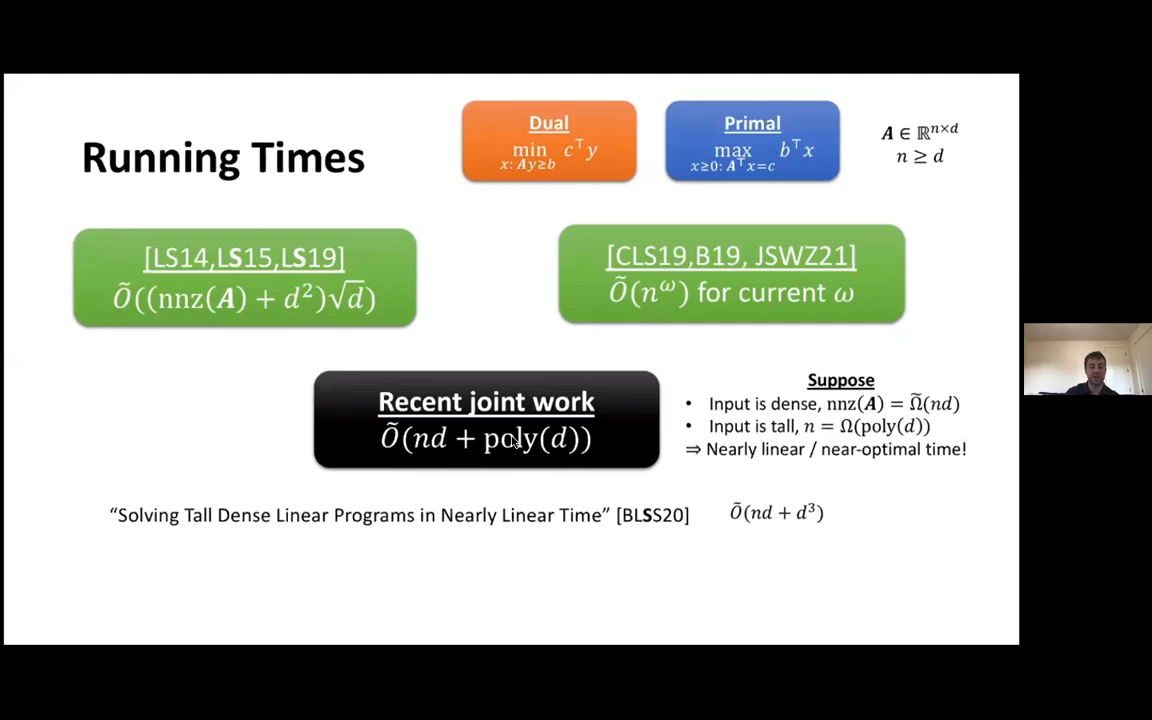 Running Times
Dual
min c⊤y
x: Ay≥b
Primal
max b⊤x
x≥0: A⊤x=c
A ∈ ℝ^{n×d}
n ≥ d
[LS14,LS15,LS19]
Õ((nnz(A) + d²)√d)
[CLS19,B19, JSWZ21]
Õ(n^ω) for current ω
Recent joint work
Õ(nd + poly(d))
Suppose
• Input is dense, nnz(A) = Ω̃(nd)
• Input is tall, n = Ω(poly(d))
⇒ Nearly linear / near-optimal time!
“Solving Tall Dense Linear Programs in Nearly Linear Time” [BLSS20]
Õ(nd + d³)